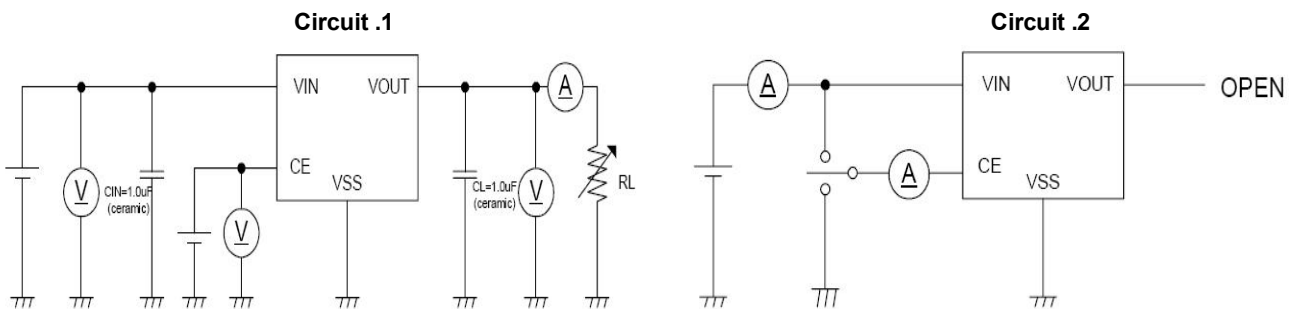 Circuit .1
VIN
VOUT
A
CE
V
CIN=1.0uF
(ceramic)
VSS
V
CL=1.0uF
(ceramic)
V
RL
Circuit .2
A
VIN
VOUT
OPEN
A
CE
VSS